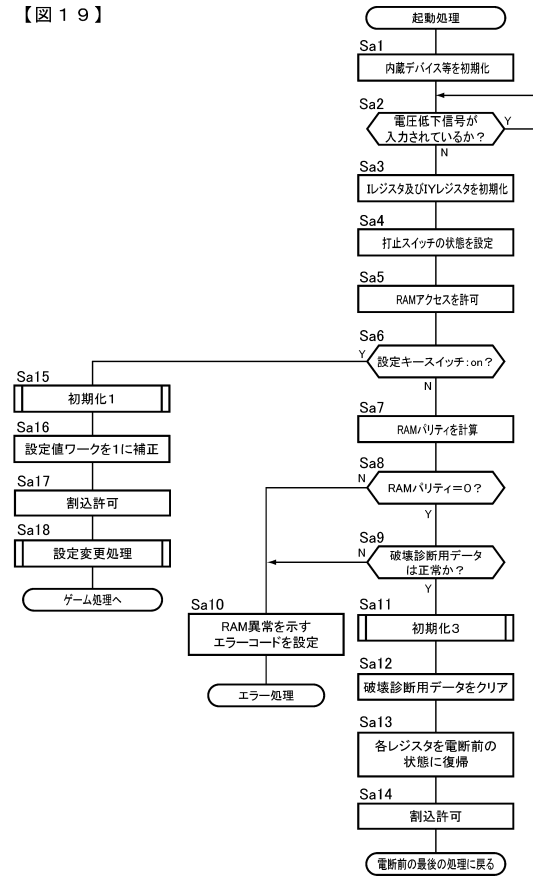 【図１９】
起動処理
Sa1
内蔵デバイス等を初期化
Sa2
電圧低下信号が
入力されているか？
Y
N
Sa3
Iレジスタ及びIYレジスタを初期化
Sa4
打止スイッチの状態を設定
Sa5
RAMアクセスを許可
Sa6
設定キースイッチ:on？
Y
N
Sa15
初期化１
Sa16
設定値ワークを１に補正
Sa17
割込許可
Sa18
設定変更処理
ゲーム処理へ
Sa7
RAMパリティを計算
Sa8
RAMパリティ＝０？
N
Y
Sa9
破壊診断用データ
は正常か？
N
Y
Sa10
RAM異常を示す
エラーコードを設定
エラー処理
Sa11
初期化３
Sa12
破壊診断用データをクリア
Sa13
各レジスタを電断前の
状態に復帰
Sa14
割込許可
電断前の最後の処理に戻る